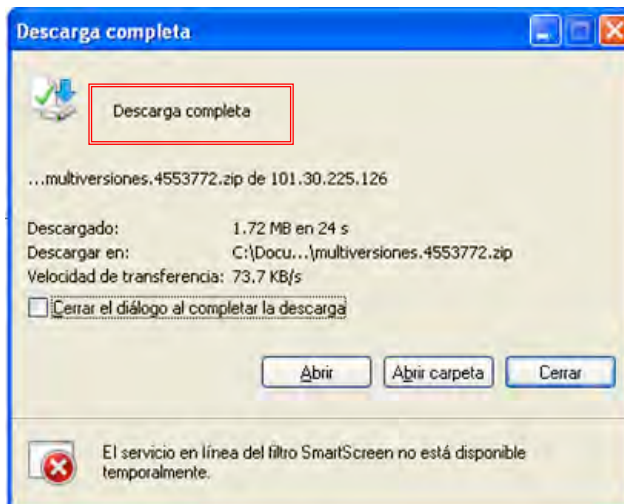 Descarga completa
Descarga completa
...multiversiones.4553772.zip de 101.30.225.126
Descargado: 1.72 MB en 24 s
Descargar en: C:\Docu...\multiversiones.4553772.zip
Velocidad de transferencia: 73.7 KB/s
Cerrar el diálogo al completar la descarga
Abrir Abrir carpeta Cerrar
El servicio en línea del filtro SmartScreen no está disponible
temporalmente.